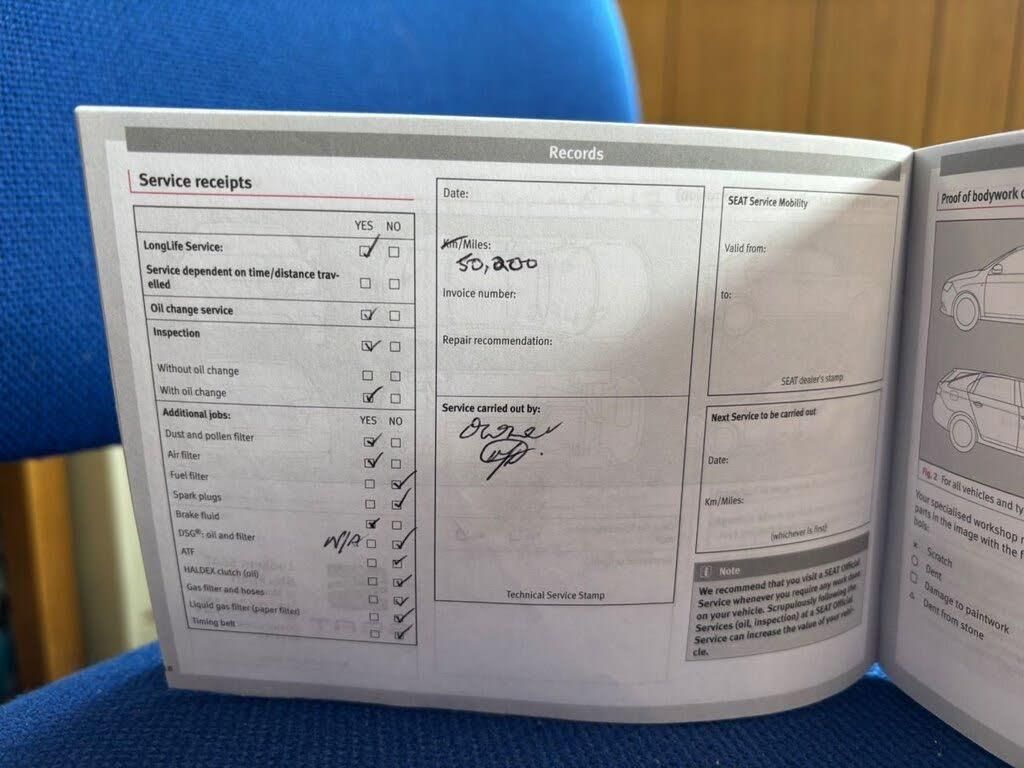 Records
Service receipts
YES NO
LongLife Service:
Service dependent on time/distance trav-
elled
Oil change service
Inspection
Without oil change
With oil change
Additional jobs:
YES NO
Dust and pollen filter
Air filter
Fuel filter
Spark plugs
Brake fluid
DSG®: oil and filter
N/A
ATF
HALDEX clutch (oil)
Gas filter and hoses
Liquid gas filter (paper filter)
Timing belt
Date:
Km/Miles:
50,200
Invoice number:
Repair recommendation:
Service carried out by:
Owner
Technical Service Stamp
SEAT Service Mobility
Valid from:
to:
SEAT dealer's stamp
Next Service to be carried out
Date:
Km/Miles:
(whichever is first)
i Note
We recommend that you visit a SEAT Official
Service whenever you require any work done
on your vehicle. Scrupulously following the
Services (oil, inspection) at a SEAT Official
Service can increase the value of your vehi-
cle.
Proof of bodywork
Fig. 2 For all vehicles and
Your specialised workshop
parts in the image with the
bols:
Scratch
Dent
Damage to paintwork
Dent from stone